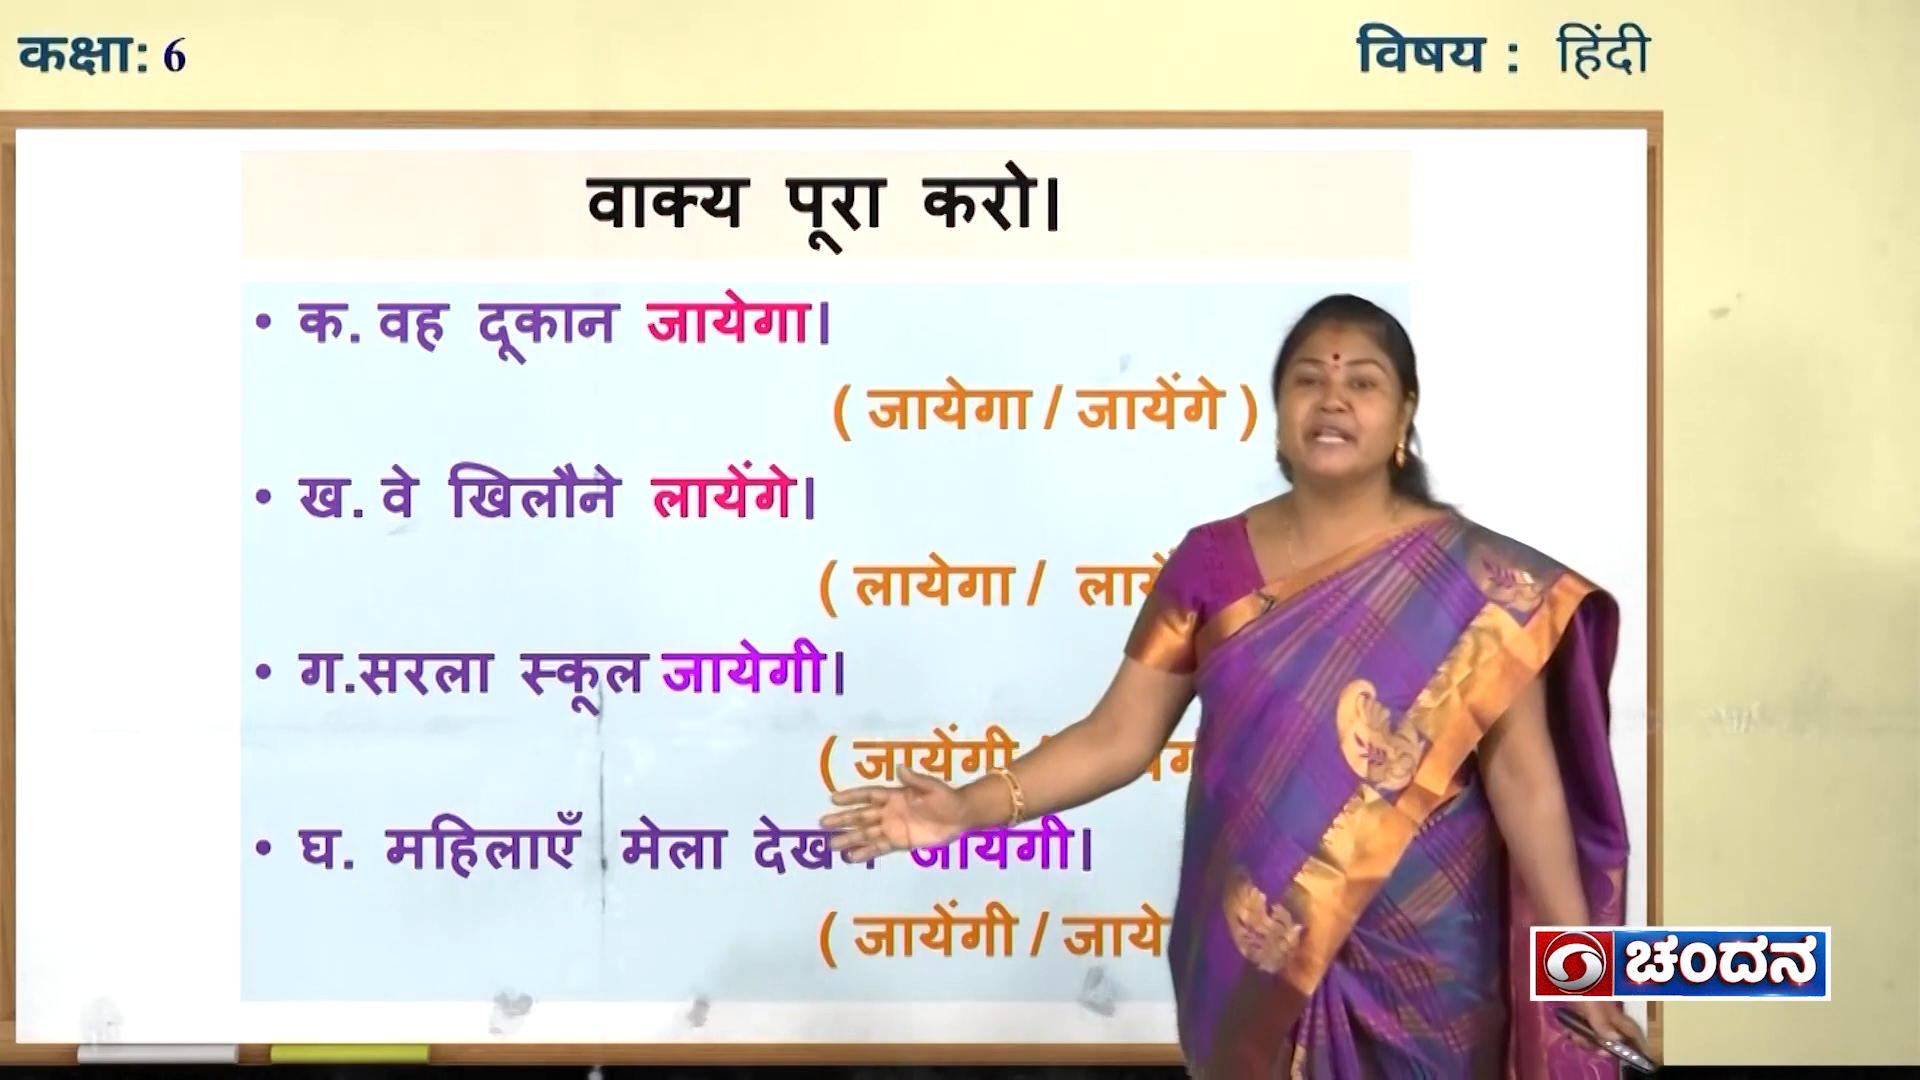 कक्षा: 6
विषय : हिंदी
वाक्य पूरा करो।
• क. वह दूकान जायेगा।
( जायेगा / जायेंगे )
• ख. वे खिलौने लायेंगे।
( लायेगा /
• ग.सरला स्कूल जायेगी।
( जायेंगी /
• घ. महिलाएँ मेला
( जायेंगी /
ಚಂದನ